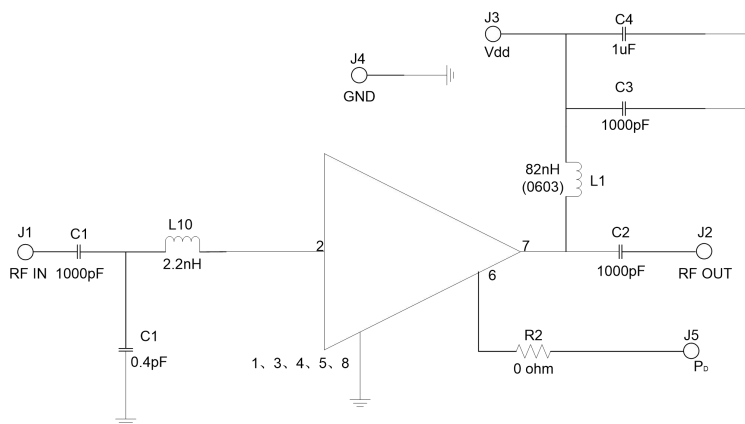 J3
Vdd
C4
1uF
J4
GND
C3
1000pF
82nH
(0603)
L1
J1
RF IN
C1
1000pF
L10
2.2nH
2
7
6
C2
1000pF
J2
RF OUT
C1
0.4pF
1、3、4、5、8
R2
0 ohm
J5
PD